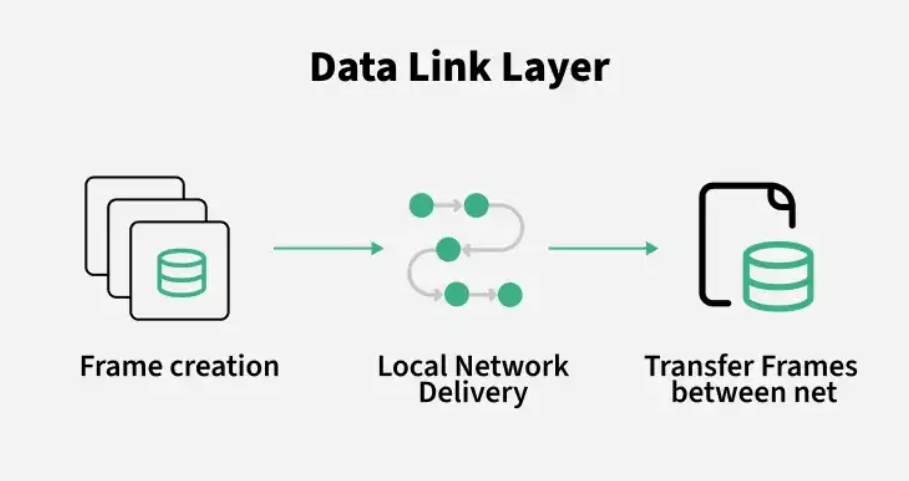 Data Link Layer
Frame creation
Local Network
Delivery
Transfer Frames
between net